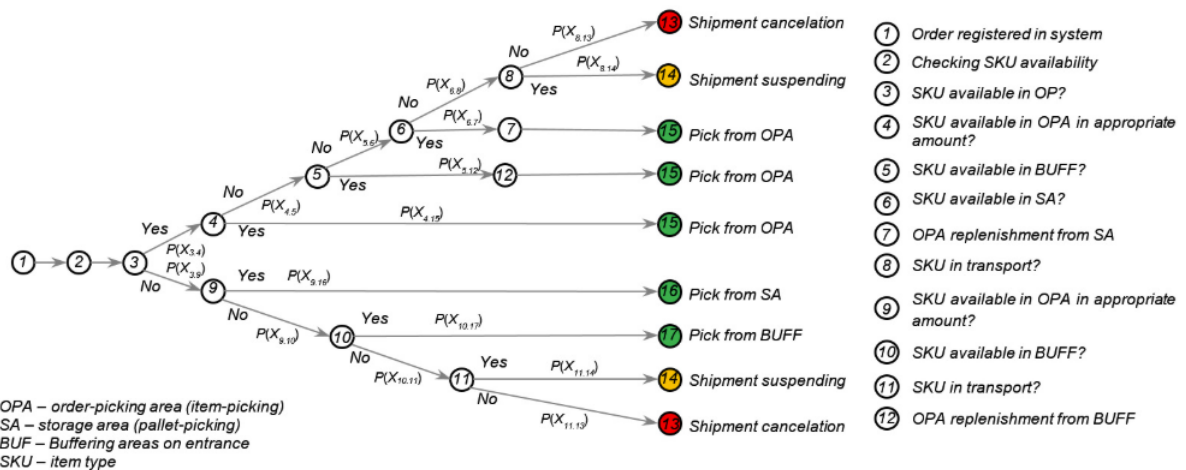 13 Shipment cancelation
P(X8.13)
No
8
P(X8.14)
Yes
14 Shipment suspending
P(X6.8)
No
6
P(X6.7)
Yes
7
15 Pick from OPA
P(X5.6)
No
5
P(X5.12)
Yes
12
15 Pick from OPA
No
P(X4.5)
4
Yes
P(X4.15)
15 Pick from OPA
Yes
P(X3.4)
1
2
3
P(X3.9)
No
9
Yes
P(X9.16)
16 Pick from SA
No
P(X9.10)
10
Yes
P(X10.17)
17 Pick from BUFF
No
P(X10.11)
11
Yes
P(X11.14)
14 Shipment suspending
No
P(X11.13)
13 Shipment cancelation
1 Order registered in system
2 Checking SKU availability
3 SKU available in OP?
4 SKU available in OPA in appropriate
amount?
5 SKU available in BUFF?
6 SKU available in SA?
7 OPA replenishment from SA
8 SKU in transport?
9 SKU available in OPA in appropriate
amount?
10 SKU available in BUFF?
11 SKU in transport?
12 OPA replenishment from BUFF
OPA – order-picking area (item-picking)
SA – storage area (pallet-picking)
BUF – Buffering areas on entrance
SKU – item type